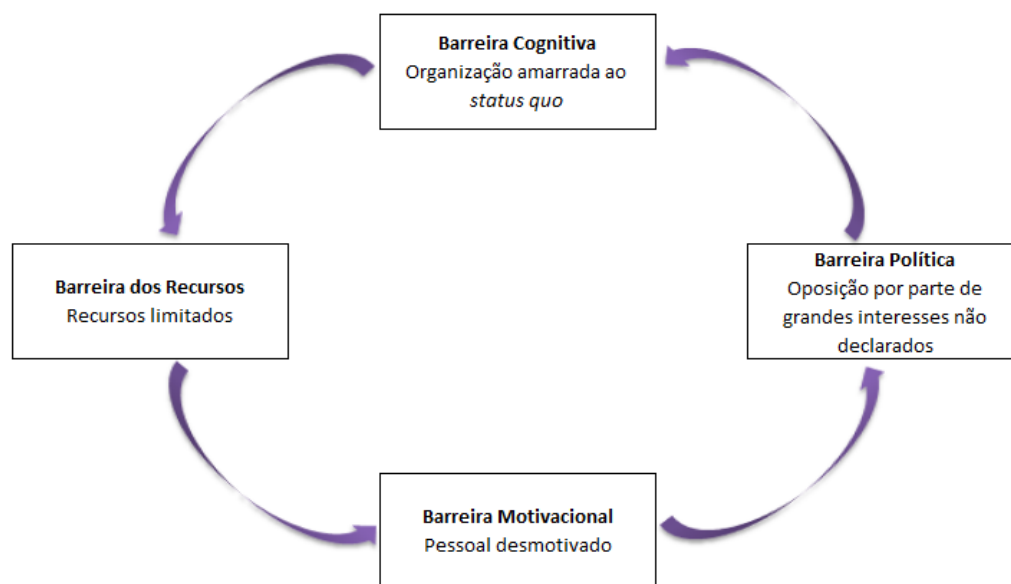 Barreira Cognitiva
Organização amarrada ao
status quo
Barreira dos Recursos
Recursos limitados
Barreira Política
Oposição por parte de
grandes interesses não
declarados
Barreira Motivacional
Pessoal desmotivado